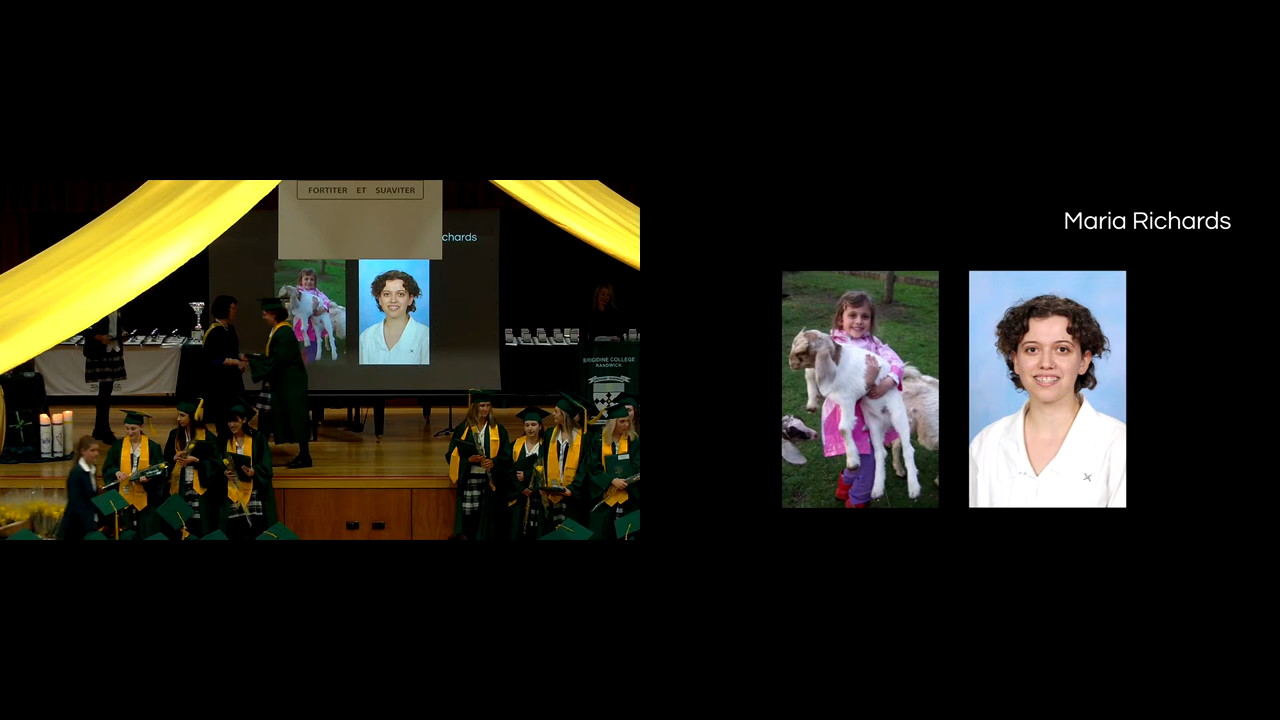 FORTITER ET SUAVITER
chards
BRIGIDINE COLLEGE
RANDWICK
Maria Richards